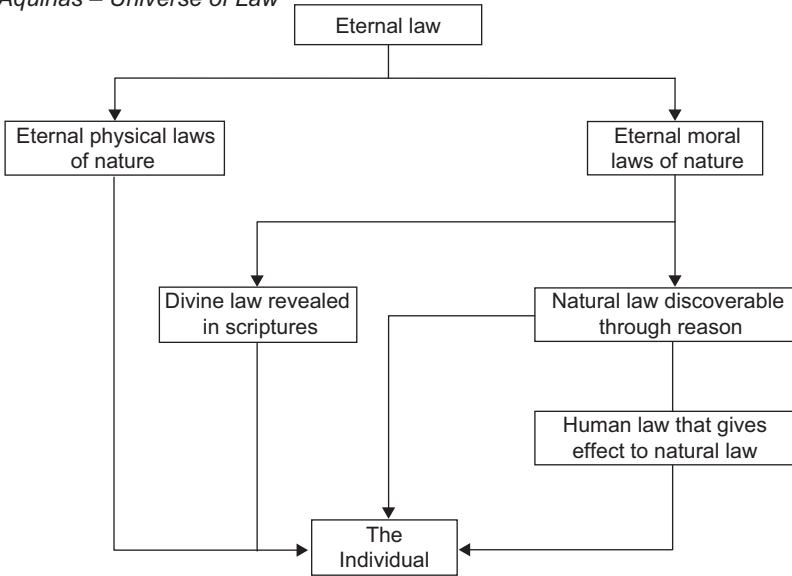 Aquinas – Universe of Law
Eternal law
Eternal physical laws
of nature
Eternal moral
laws of nature
Divine law revealed
in scriptures
Natural law discoverable
through reason
Human law that gives
effect to natural law
The
Individual